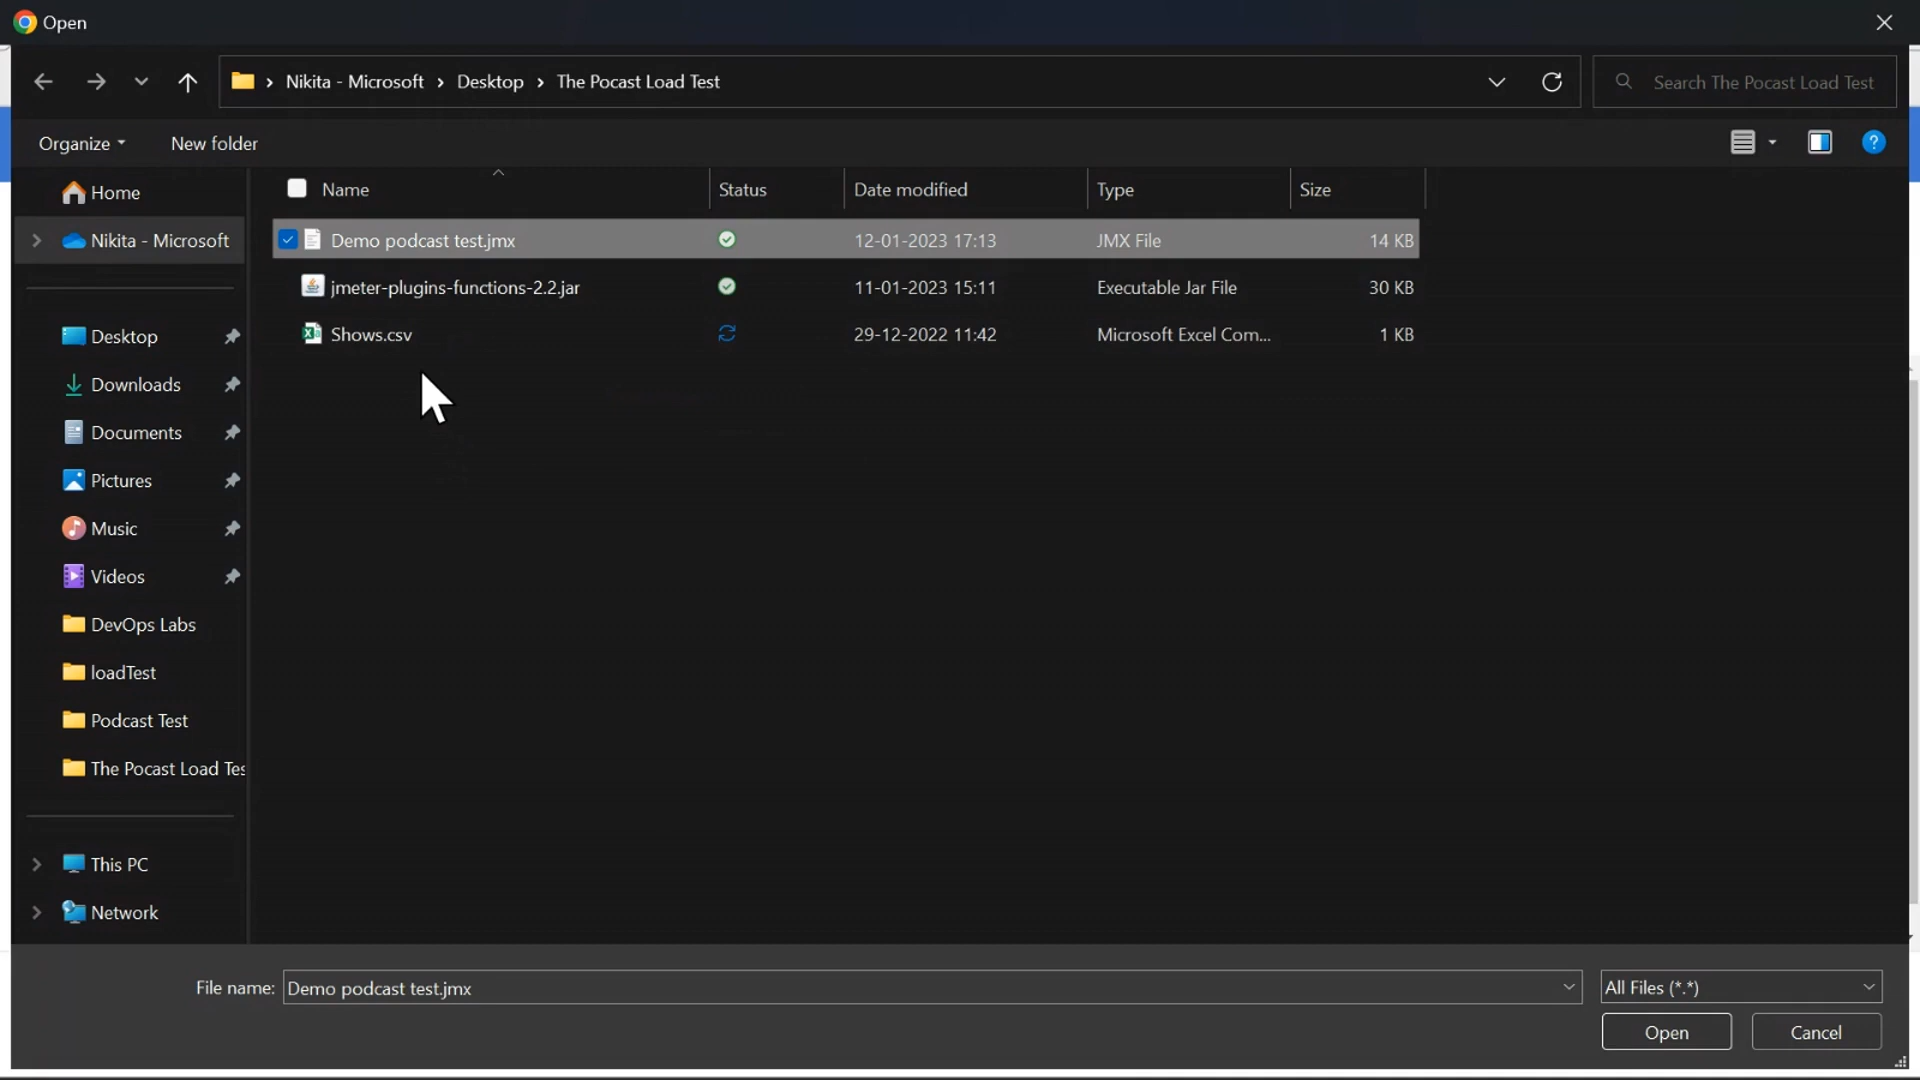 Open
Nikita - Microsoft > Desktop > The Pocast Load Test
Search The Pocast Load Test
Organize New folder
?
Name Status Date modified Type Size
Home
Nikita - Microsoft
Demo podcast test.jmx 12-01-2023 17:13 JMX File 14 KB
jmeter-plugins-functions-2.2.jar 11-01-2023 15:11 Executable Jar File 30 KB
Shows.csv 29-12-2022 11:42 Microsoft Excel Com... 1 KB
Desktop
Downloads
Documents
Pictures
Music
Videos
DevOps Labs
loadTest
Podcast Test
The Pocast Load Tes
This PC
Network
File name: Demo podcast test.jmx All Files (*.*)
Open Cancel